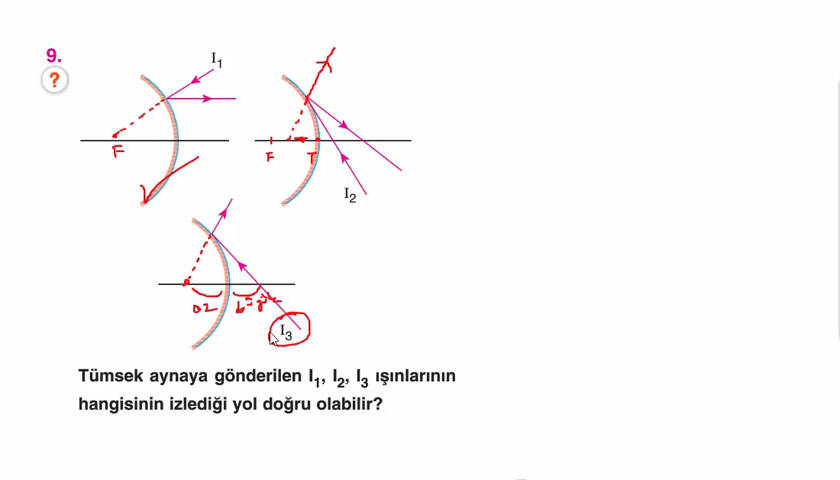 9.
?
I1
I2
F
F T
I3
Tümsek aynaya gönderilen I1, I2, I3 ışınlarının
hangisinin izlediği yol doğru olabilir?